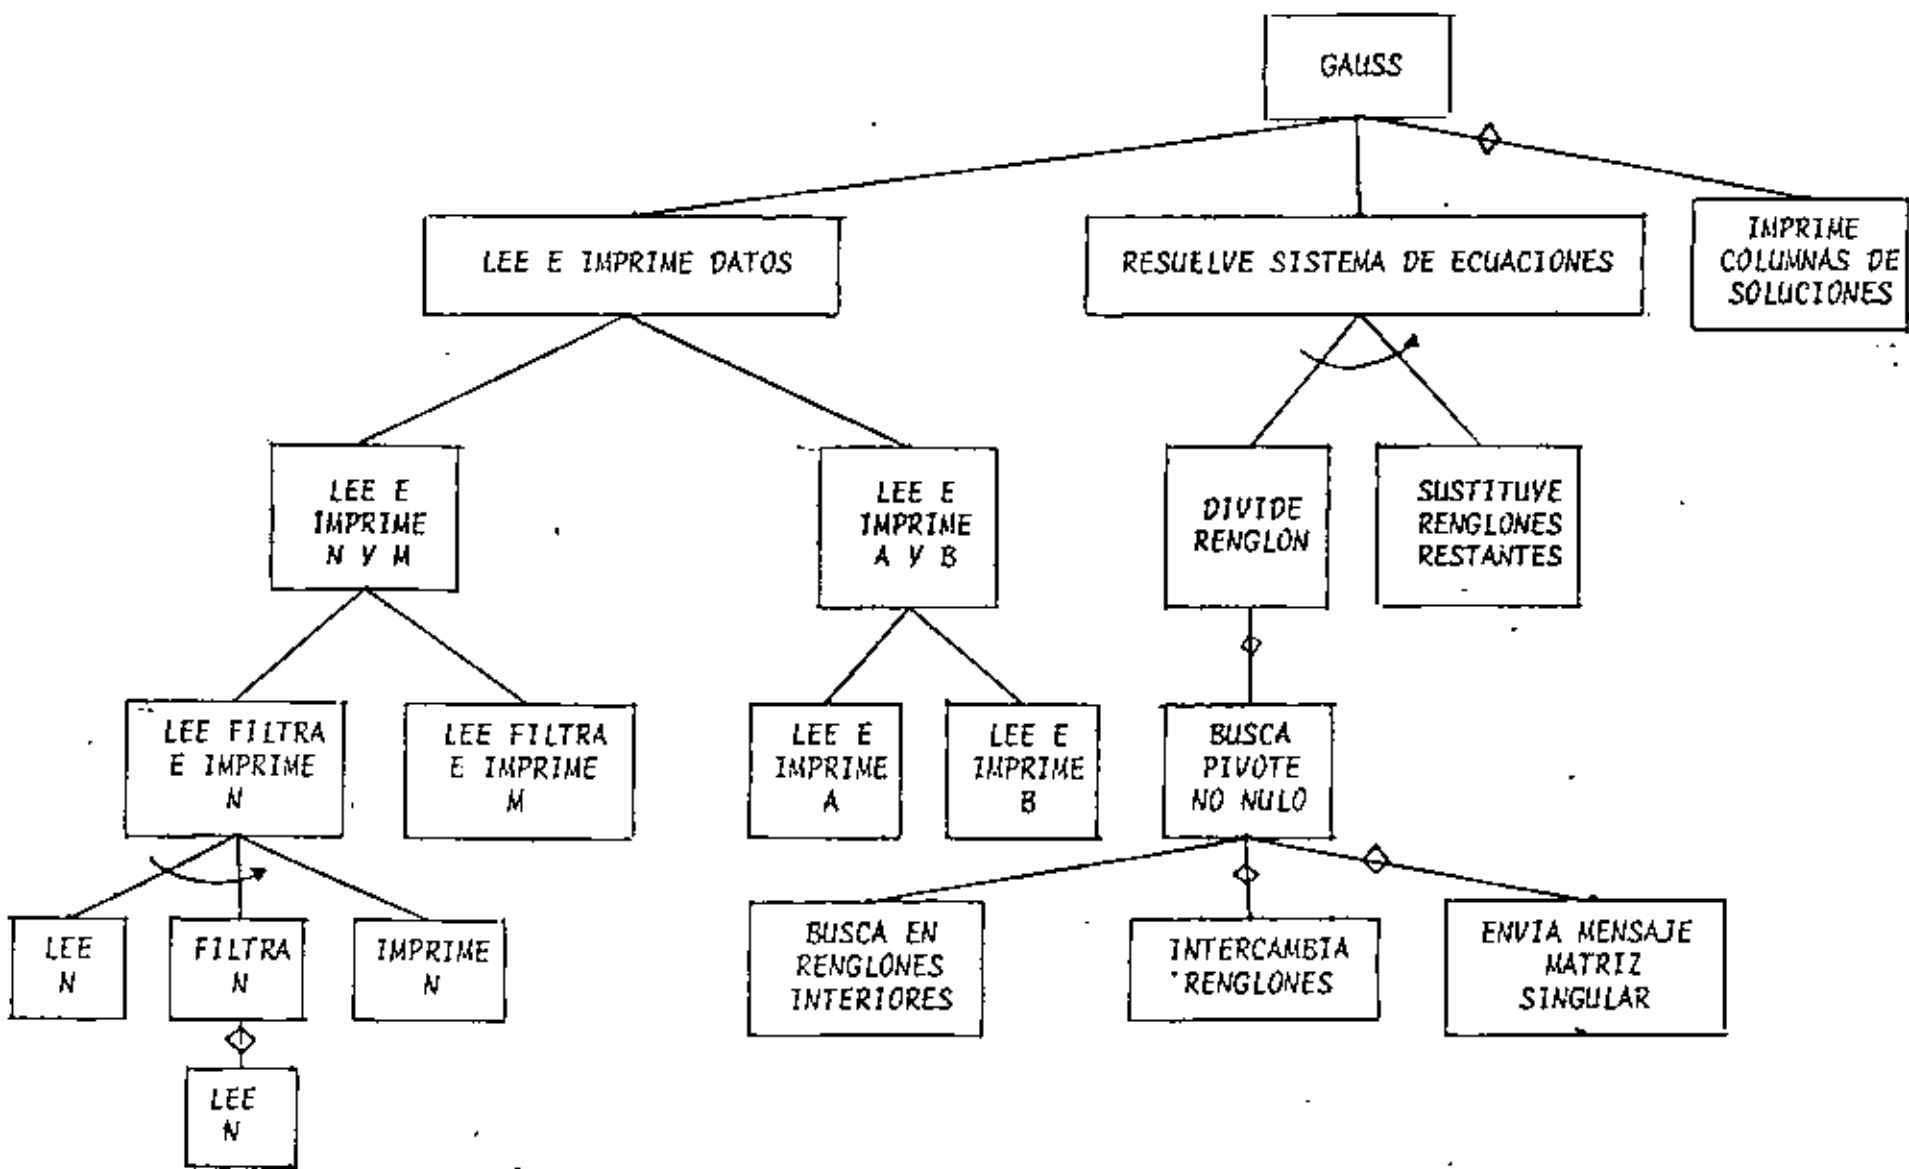 GAUSS
LEE E IMPRIME DATOS
RESUELVE SISTEMA DE ECUACIONES
IMPRIME
COLUMNAS DE
SOLUCIONES
LEE E
IMPRIME
N Y M
LEE E
IMPRIME
A Y B
DIVIDE
RENGLON
SUSTITUYE
RENGLONES
RESTANTES
LEE FILTRA
E IMPRIME
N
LEE FILTRA
E IMPRIME
M
LEE E
IMPRIME
A
LEE E
IMPRIME
B
BUSCA
PIVOTE
NO NULO
LEE
N
FILTRA
N
IMPRIME
N
BUSCA EN
RENGLONES
INTERIORES
INTERCAMBIA
RENGLONES
ENVIA MENSAJE
MATRIZ
SINGULAR
LEE
N